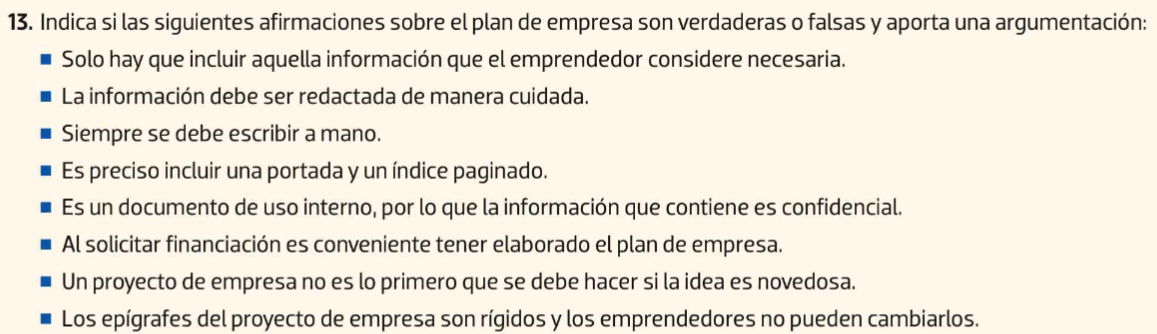 13. Indica si las siguientes afirmaciones sobre el plan de empresa son verdaderas o falsas y aporta una argumentación:
■ Solo hay que incluir aquella información que el emprendedor considere necesaria.
■ La información debe ser redactada de manera cuidada.
■ Siempre se debe escribir a mano.
■ Es preciso incluir una portada y un índice paginado.
■ Es un documento de uso interno, por lo que la información que contiene es confidencial.
■ Al solicitar financiación es conveniente tener elaborado el plan de empresa.
■ Un proyecto de empresa no es lo primero que se debe hacer si la idea es novedosa.
■ Los epígrafes del proyecto de empresa son rígidos y los emprendedores no pueden cambiarlos.